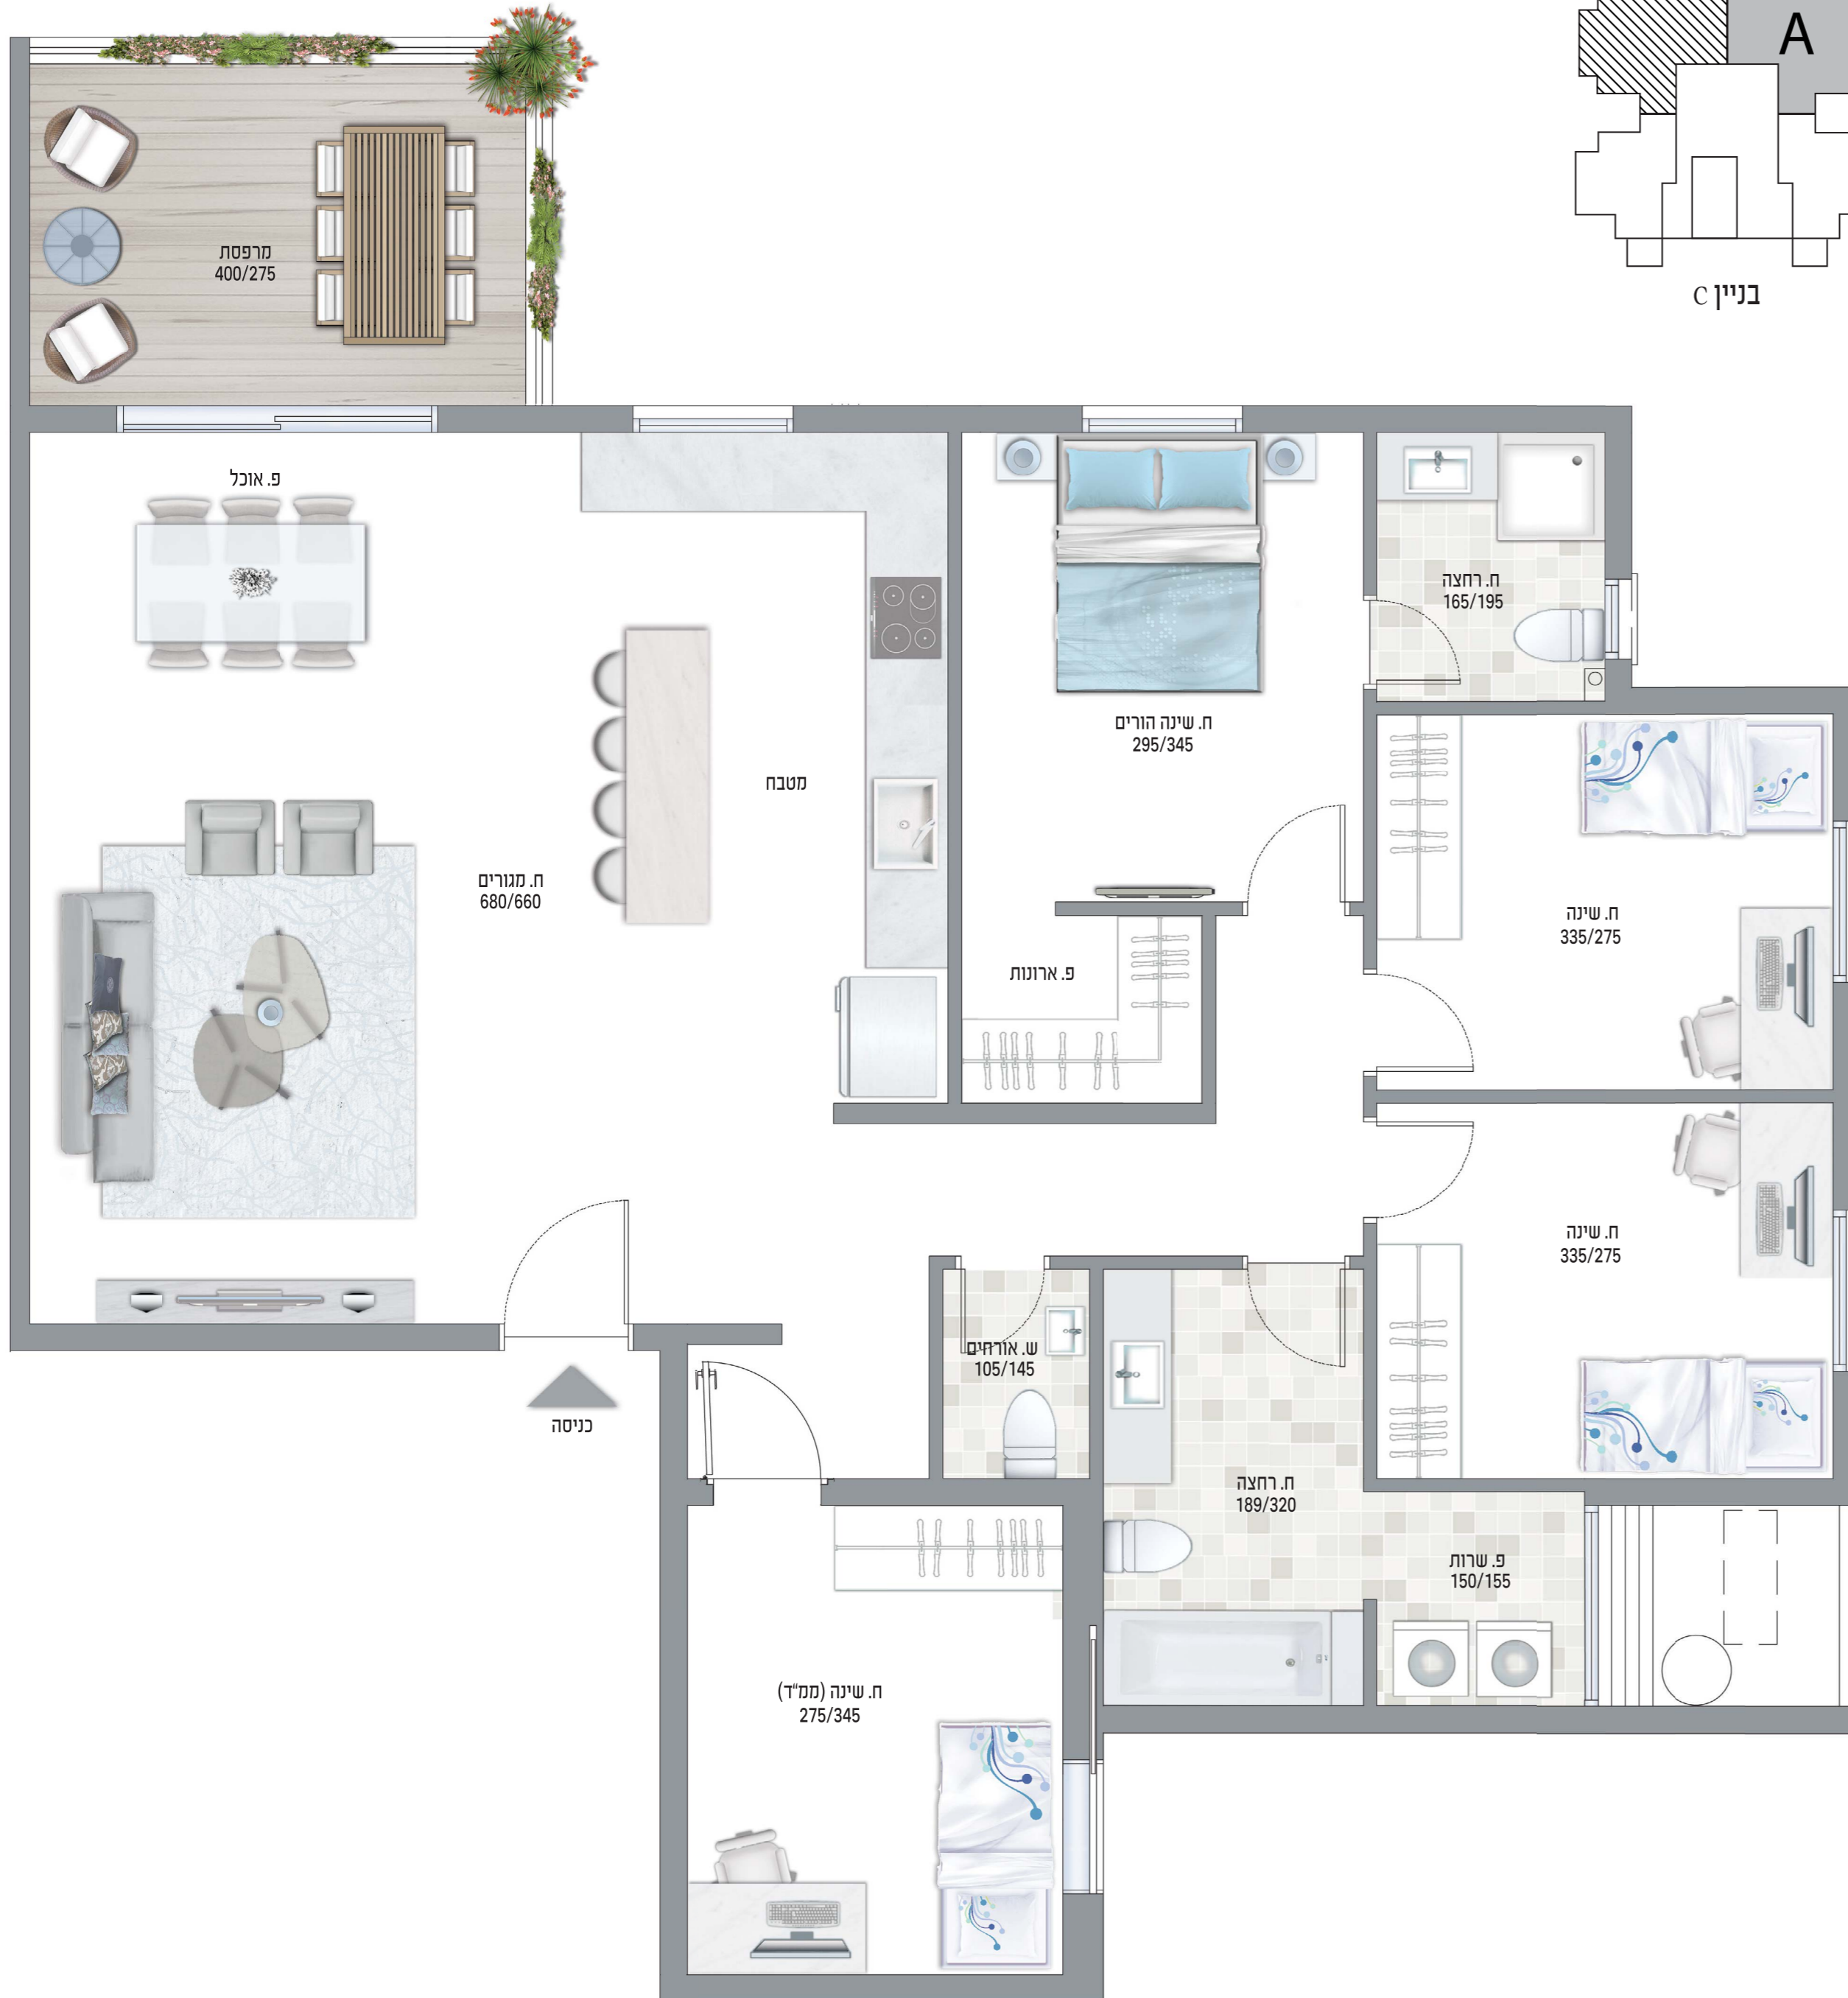 A
בניין C
מרפסת
400/275
פ. אוכל
ח. רחצה
165/195
ח. שינה הורים
295/345
מטבח
ח. מגורים
680/660
ח. שינה
335/275
פ. ארונות
ח. שינה
335/275
ש. אורחים
105/145
כניסה
ח. רחצה
189/320
פ. שרות
150/155
ח. שינה (ממ"ד)
275/345